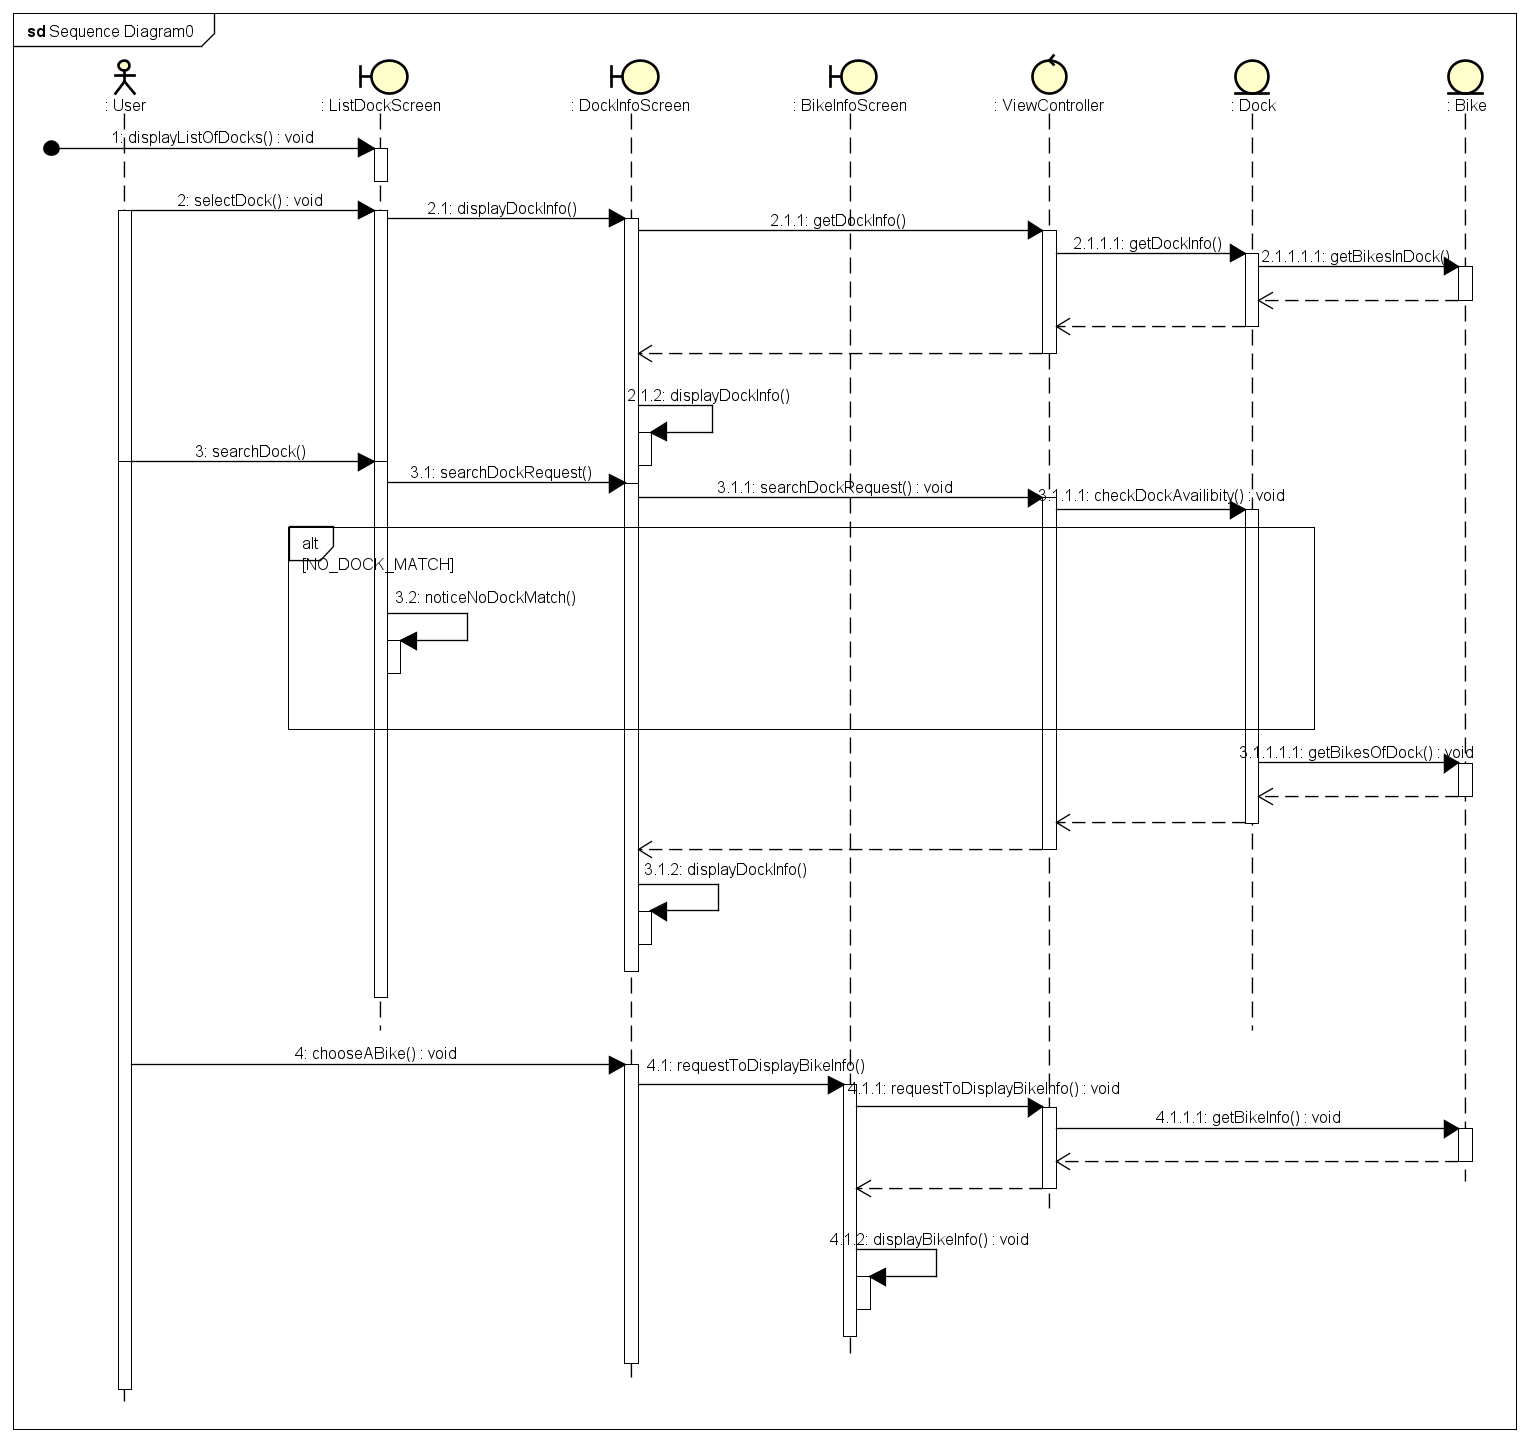 sd Sequence Diagram0
: User
: ListDockScreen
: DockInfoScreen
: BikeInfoScreen
: ViewController
: Dock
: Bike
1: displayListOfDocks() : void
2: selectDock() : void
2.1: displayDockInfo()
2.1.1: getDockInfo()
2.1.1.1: getDockInfo()
2.1.1.1.1: getBikesInDock()
2.1.2: displayDockInfo()
3: searchDock()
3.1: searchDockRequest()
3.1.1: searchDockRequest() : void
3.1.1.1: checkDockAvailibity() : void
alt
[NO_DOCK_MATCH]
3.2: noticeNoDockMatch()
3.1.1.1.1: getBikesOfDock() : void
3.1.2: displayDockInfo()
4: chooseABike() : void
4.1: requestToDisplayBikeInfo()
4.1.1: requestToDisplayBikeInfo() : void
4.1.1.1: getBikeInfo() : void
4.1.2: displayBikeInfo() : void